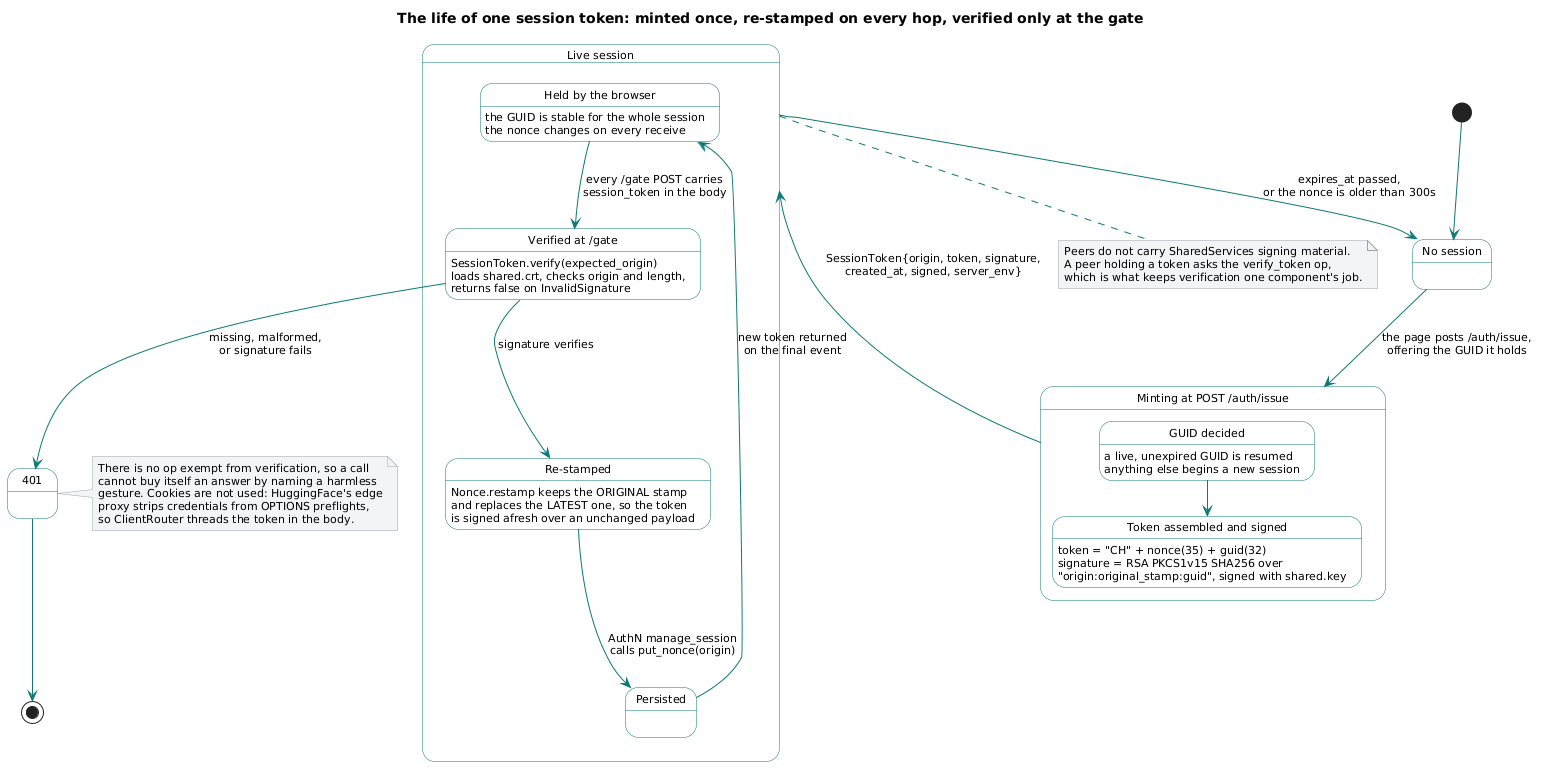 The life of one session token: minted once, re-stamped on every hop, verified only at the gate
Live session
Held by the browser
the GUID is stable for the whole session
the nonce changes on every receive
every /gate POST carries
session_token in the body
expires_at passed,
or the nonce is older than 300s
Verified at /gate
SessionToken.verify(expected_origin)
loads shared.crt, checks origin and length,
returns false on InvalidSignature
SessionToken{origin, token, signature,
created_at, signed, server_env}
Peers do not carry SharedServices signing material.
A peer holding a token asks the verify_token op,
which is what keeps verification one component's job.
No session
missing, malformed,
or signature fails
signature verifies
new token returned
on the final event
the page posts /auth/issue,
offering the GUID it holds
Minting at POST /auth/issue
GUID decided
a live, unexpired GUID is resumed
anything else begins a new session
401
There is no op exempt from verification, so a call
cannot buy itself an answer by naming a harmless
gesture. Cookies are not used: HuggingFace's edge
proxy strips credentials from OPTIONS preflights,
so ClientRouter threads the token in the body.
Re-stamped
Nonce.restamp keeps the ORIGINAL stamp
and replaces the LATEST one, so the token
is signed afresh over an unchanged payload
Token assembled and signed
token = "CH" + nonce(35) + guid(32)
signature = RSA PKCS1v15 SHA256 over
"origin:original_stamp:guid", signed with shared.key
AuthN manage_session
calls put_nonce(origin)
Persisted